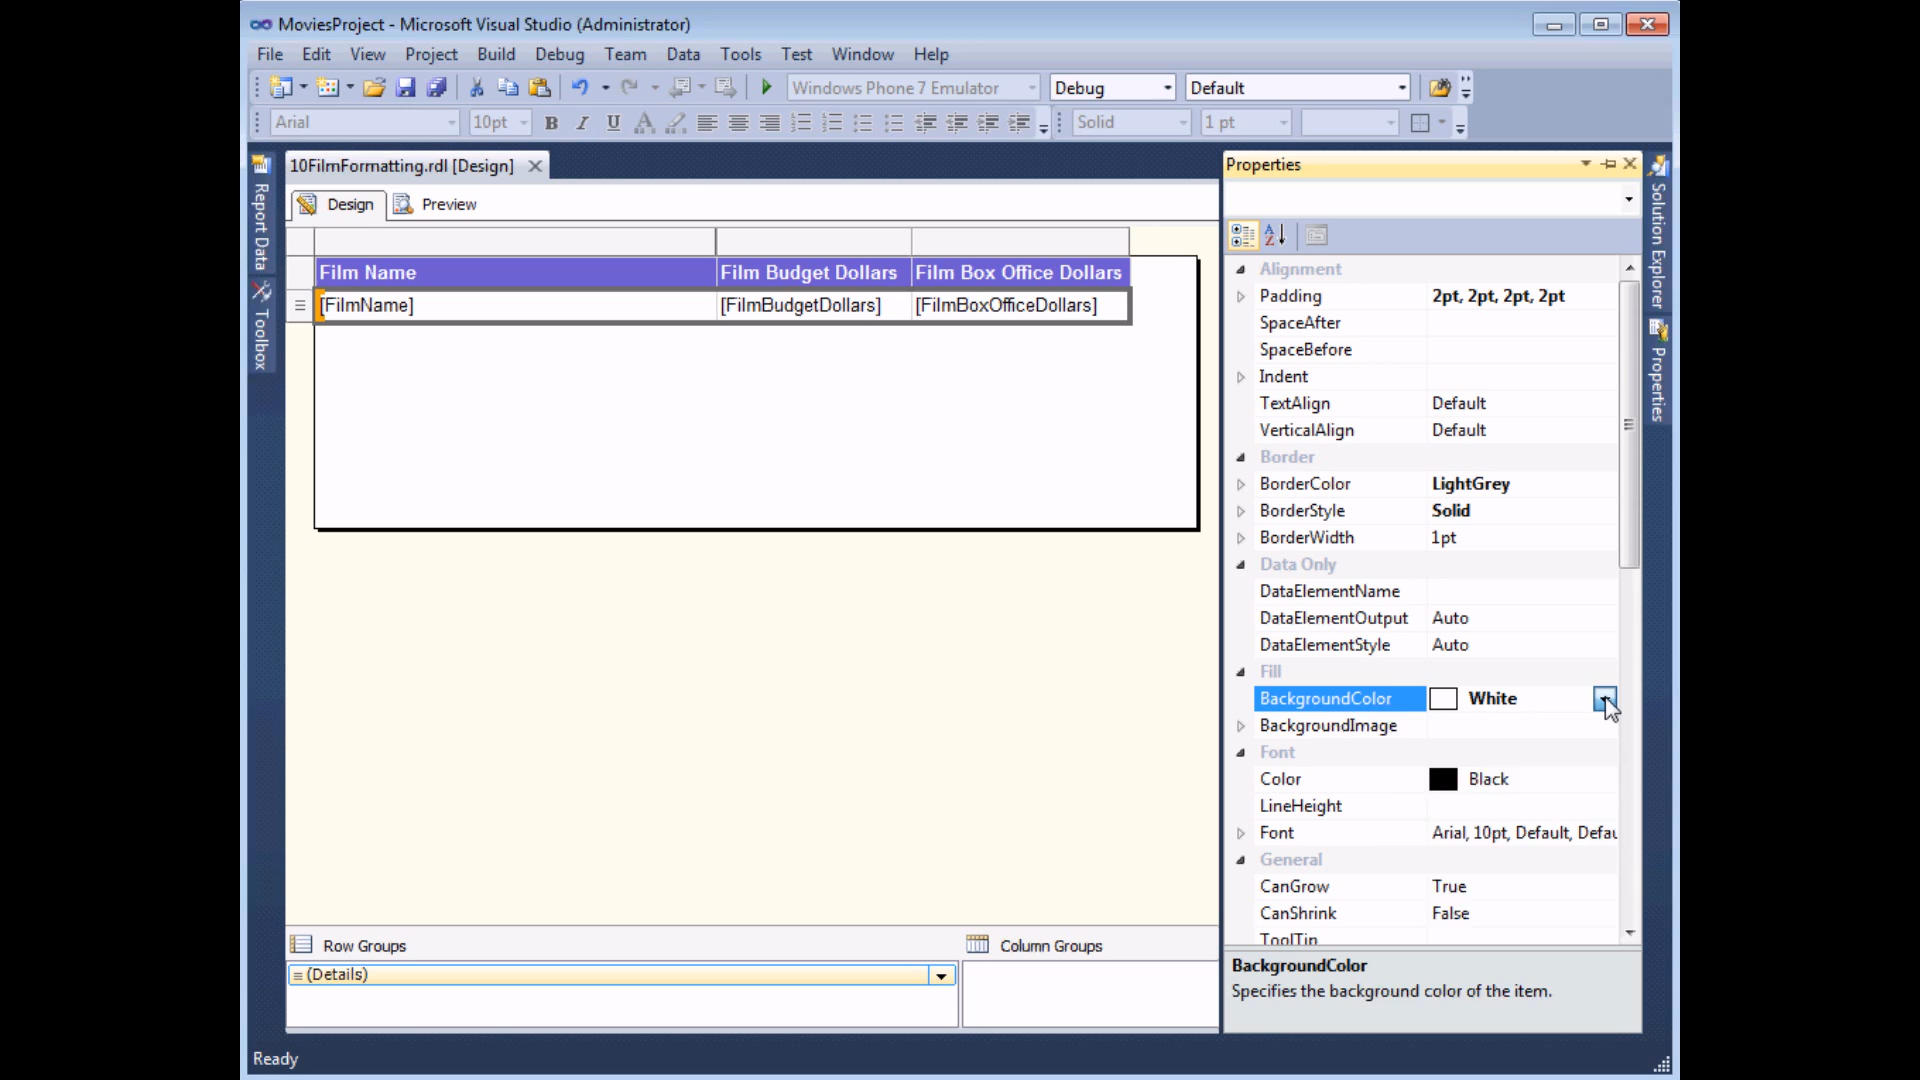 MoviesProject - Microsoft Visual Studio (Administrator)
File Edit View Project Build Debug Team Data Tools Test Window Help
Windows Phone 7 Emulator Debug Default
Arial 10pt B I U A Solid 1 pt
10FilmFormatting.rdl [Design]
Design Preview
Report Data
Toolbox
Film Name Film Budget Dollars Film Box Office Dollars
[FilmName] [FilmBudgetDollars] [FilmBoxOfficeDollars]
Row Groups
(Details)
Column Groups
Properties
Alignment
Padding 2pt, 2pt, 2pt, 2pt
SpaceAfter
SpaceBefore
Indent
TextAlign Default
VerticalAlign Default
Border
BorderColor LightGrey
BorderStyle Solid
BorderWidth 1pt
Data Only
DataElementName
DataElementOutput Auto
DataElementStyle Auto
Fill
BackgroundColor White
BackgroundImage
Font
Color Black
LineHeight
Font Arial, 10pt, Default, Defau
General
CanGrow True
CanShrink False
ToolTip
BackgroundColor
Specifies the background color of the item.
Solution Explorer
Properties
Ready